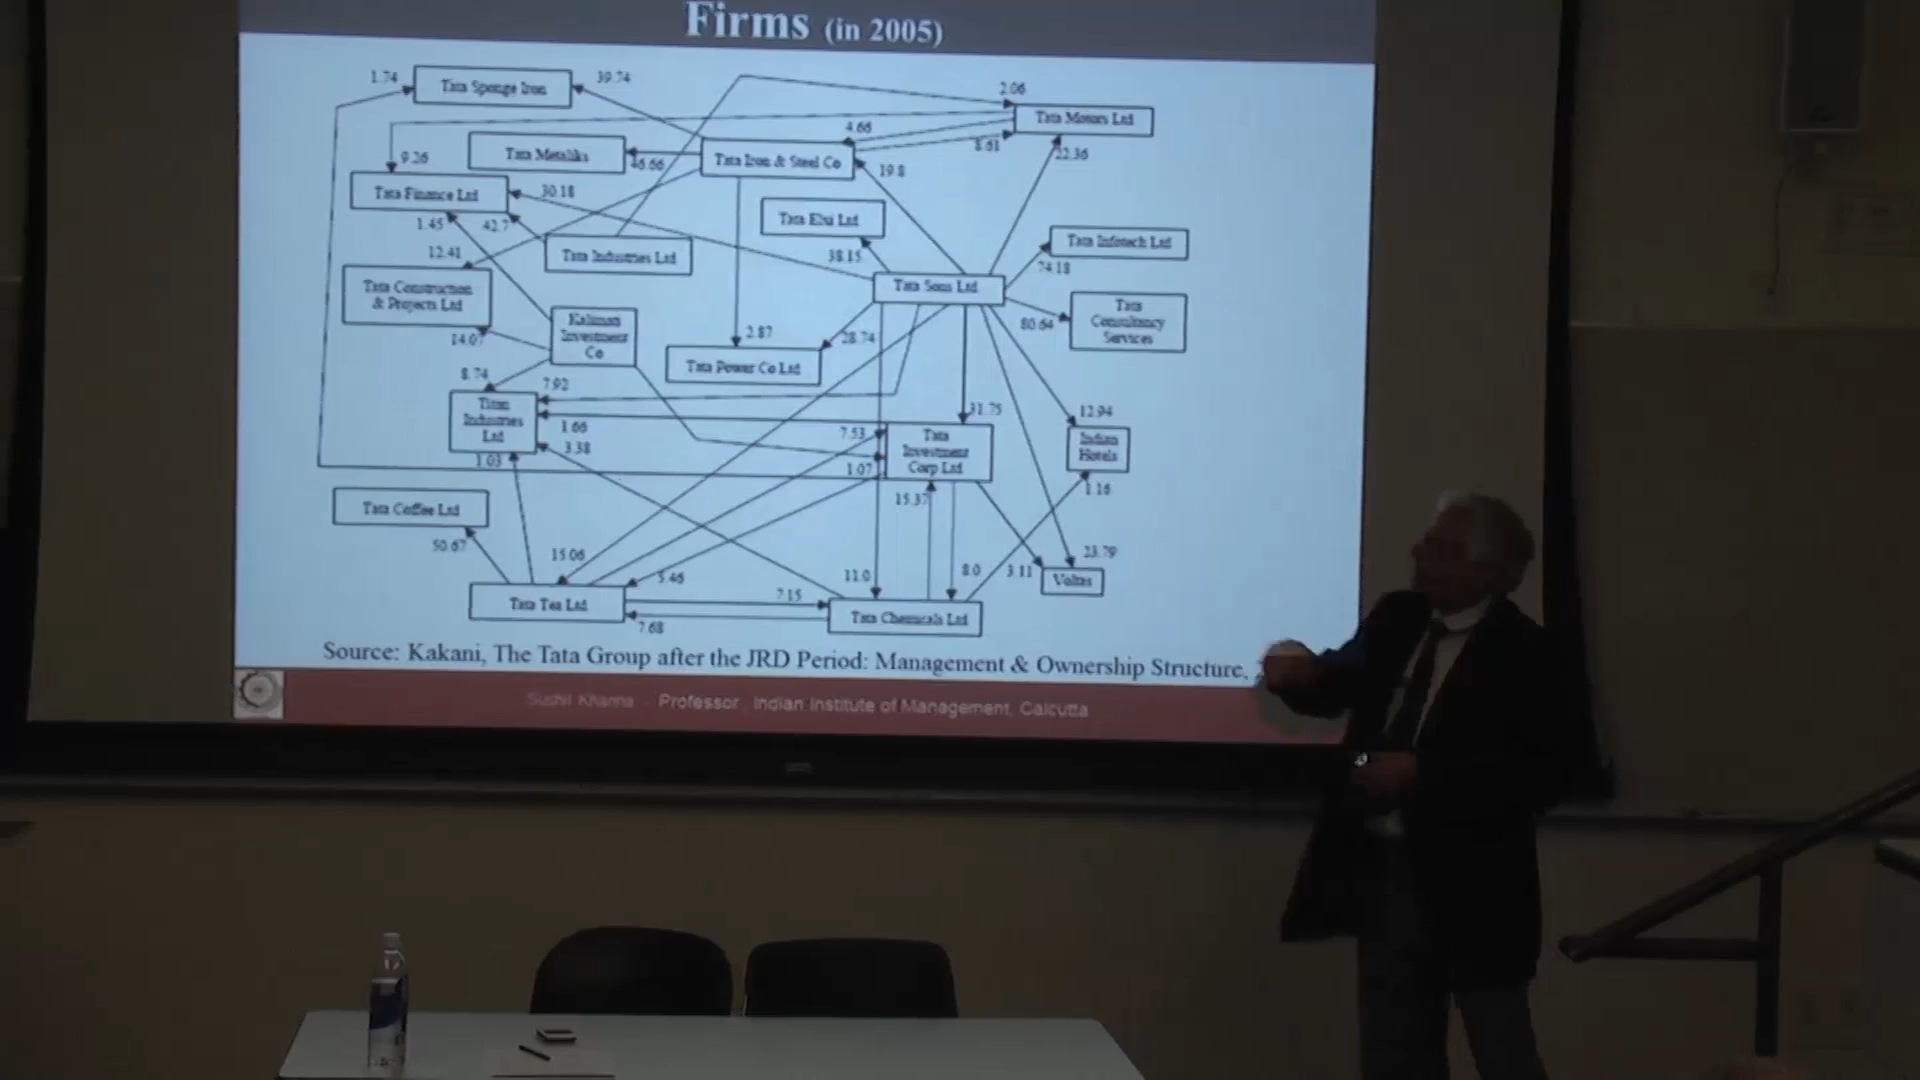 Firms (in 2005)
1.74
Tata Sponge Iron
39.74
2.06
Tata Motors Ltd
4.66
8.61
22.36
Tata Metaliks
46.66
Tata Iron & Steel Co
19.8
9.26
Tata Finance Ltd
30.18
1.45
42.7
Tata Elxi Ltd
38.15
Tata Infotech Ltd
74.18
12.41
Tata Industries Ltd
Tata Sons Ltd
Tata Construction
& Projects Ltd
14.07
Kalimati
Investment
Co
2.87
28.74
80.64
Tata
Consultancy
Services
Tata Power Co Ltd
8.74
7.92
Titan
Industries
Ltd
1.66
3.38
1.03
31.75
12.94
7.53
1.07
Tata
Investment
Corp Ltd
Indian
Hotels
1.16
15.37
Tata Coffee Ltd
50.67
15.06
5.46
11.0
8.0
3.11
23.79
Voltas
Tata Tea Ltd
7.15
7.68
Tata Chemicals Ltd
Source: Kakani, The Tata Group after the JRD Period: Management & Ownership Structure,
Sushil Khanna Professor Indian Institute of Management, Calcutta